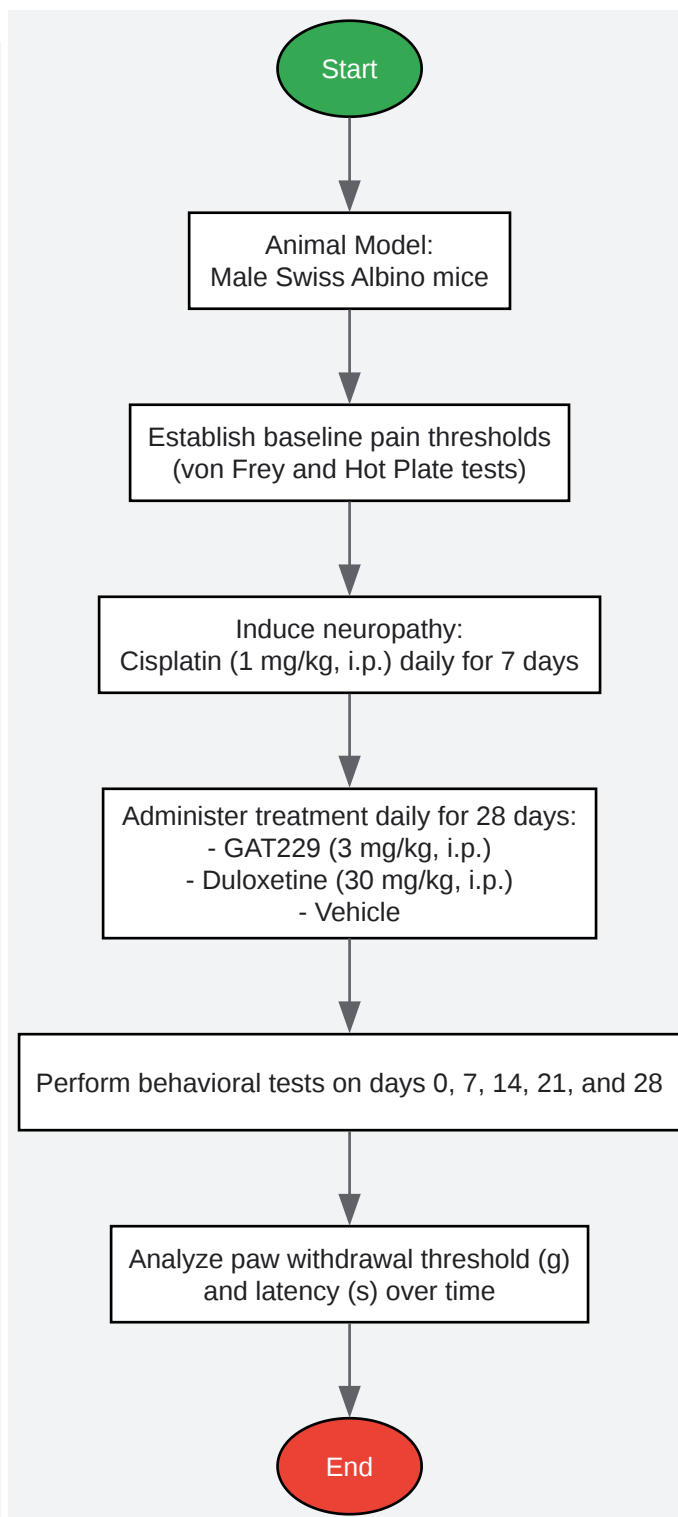 Start
Animal Model:
Male Swiss Albino mice
Establish baseline pain thresholds
(von Frey and Hot Plate tests)
Induce neuropathy:
Cisplatin (1 mg/kg, i.p.) daily for 7 days
Administer treatment daily for 28 days:
- GAT229 (3 mg/kg, i.p.)
- Duloxetine (30 mg/kg, i.p.)
- Vehicle
Perform behavioral tests on days 0, 7, 14, 21, and 28
Analyze paw withdrawal threshold (g)
and latency (s) over time
End